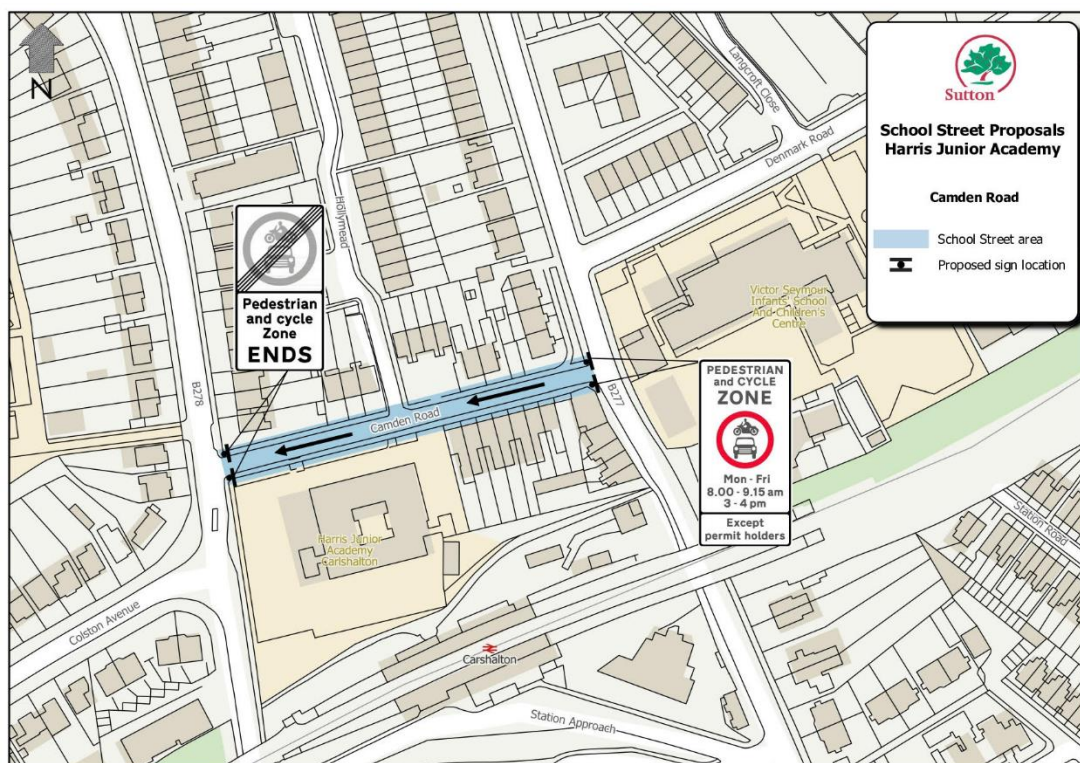 N
Sutton
School Street Proposals
Harris Junior Academy
Camden Road
School Street area
Proposed sign location
Langcroft Close
Denmark Road
Hollymead
Pedestrian
and cycle
Zone
ENDS
Victor Seymour
Infants' School
And Children's
Centre
B278
Camden Road
B277
PEDESTRIAN
and CYCLE
ZONE
Mon - Fri
8.00 - 9.15 am
3 - 4 pm
Except
permit holders
Harris Junior
Academy
Carlshalton
Station Road
Colston Avenue
Carshalton
Station Approach